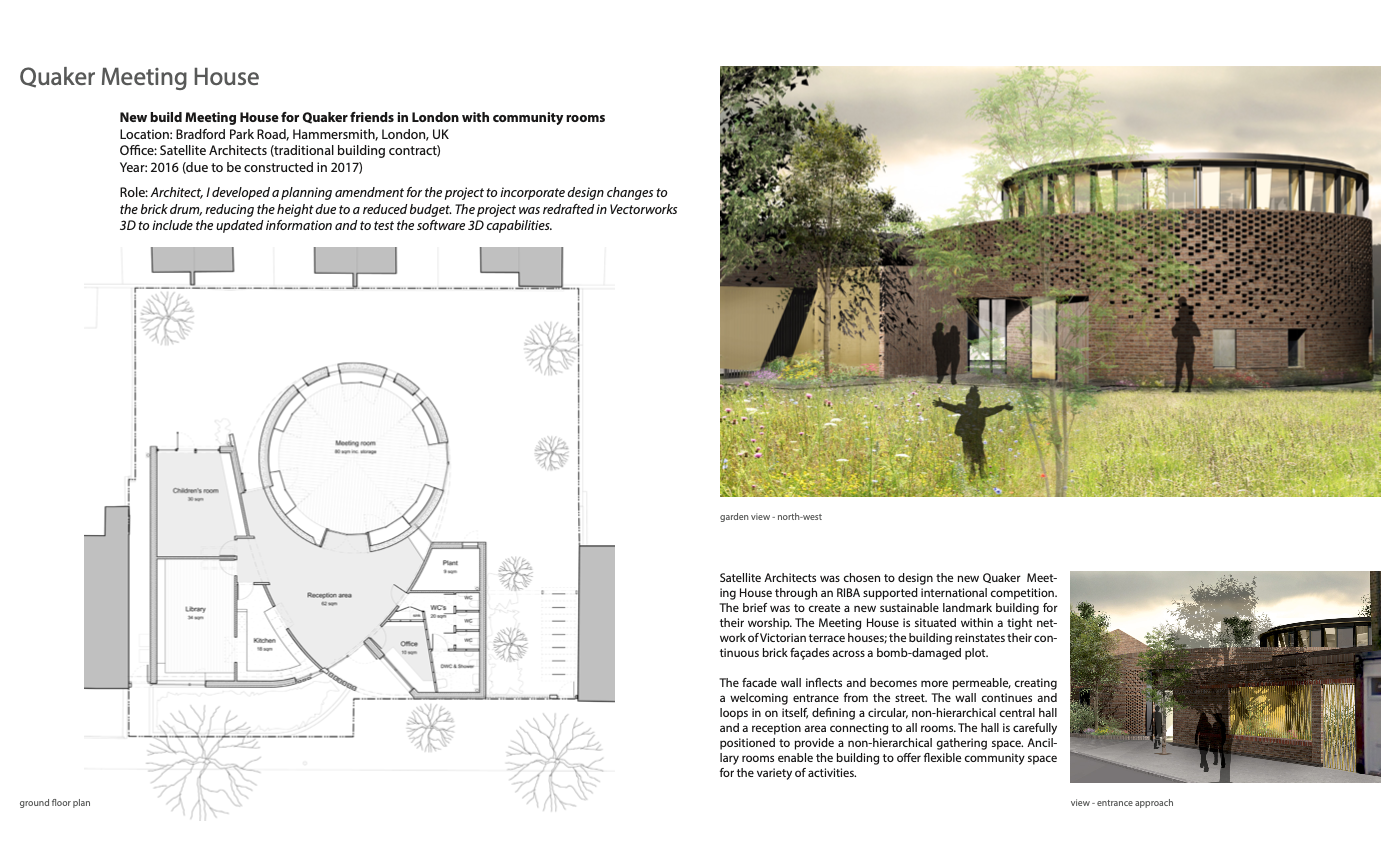 Quaker Meeting House
New build Meeting House for Quaker friends in London with community rooms
Location: Bradford Park Road, Hammersmith, London, UK
Office: Satellite Architects (traditional building contract)
Year: 2016 (due to be constructed in 2017)
Role: Architect, I developed a planning amendment for the project to incorporate design changes to
the brick drum, reducing the height due to a reduced budget. The project was redrafted in Vectorworks
3D to include the updated information and to test the software 3D capabilities.
Meeting room
80 sqm inc. storage
Children's room
30 sqm
Plant
9 sqm
Reception area
62 sqm
Library
34 sqm
Kitchen
16 sqm
WC's
20 sqm
WC
WC
WC
Office
10 sqm
DWC & Shower
ground floor plan
garden view - north-west
Satellite Architects was chosen to design the new Quaker Meet-
ing House through an RIBA supported international competition.
The brief was to create a new sustainable landmark building for
their worship. The Meeting House is situated within a tight net-
work of Victorian terrace houses; the building reinstates their con-
tinuous brick façades across a bomb-damaged plot.
The facade wall inflects and becomes more permeable, creating
a welcoming entrance from the street. The wall continues and
loops in on itself, defining a circular, non-hierarchical central hall
and a reception area connecting to all rooms. The hall is carefully
positioned to provide a non-hierarchical gathering space. Ancil-
lary rooms enable the building to offer flexible community space
for the variety of activities.
view - entrance approach